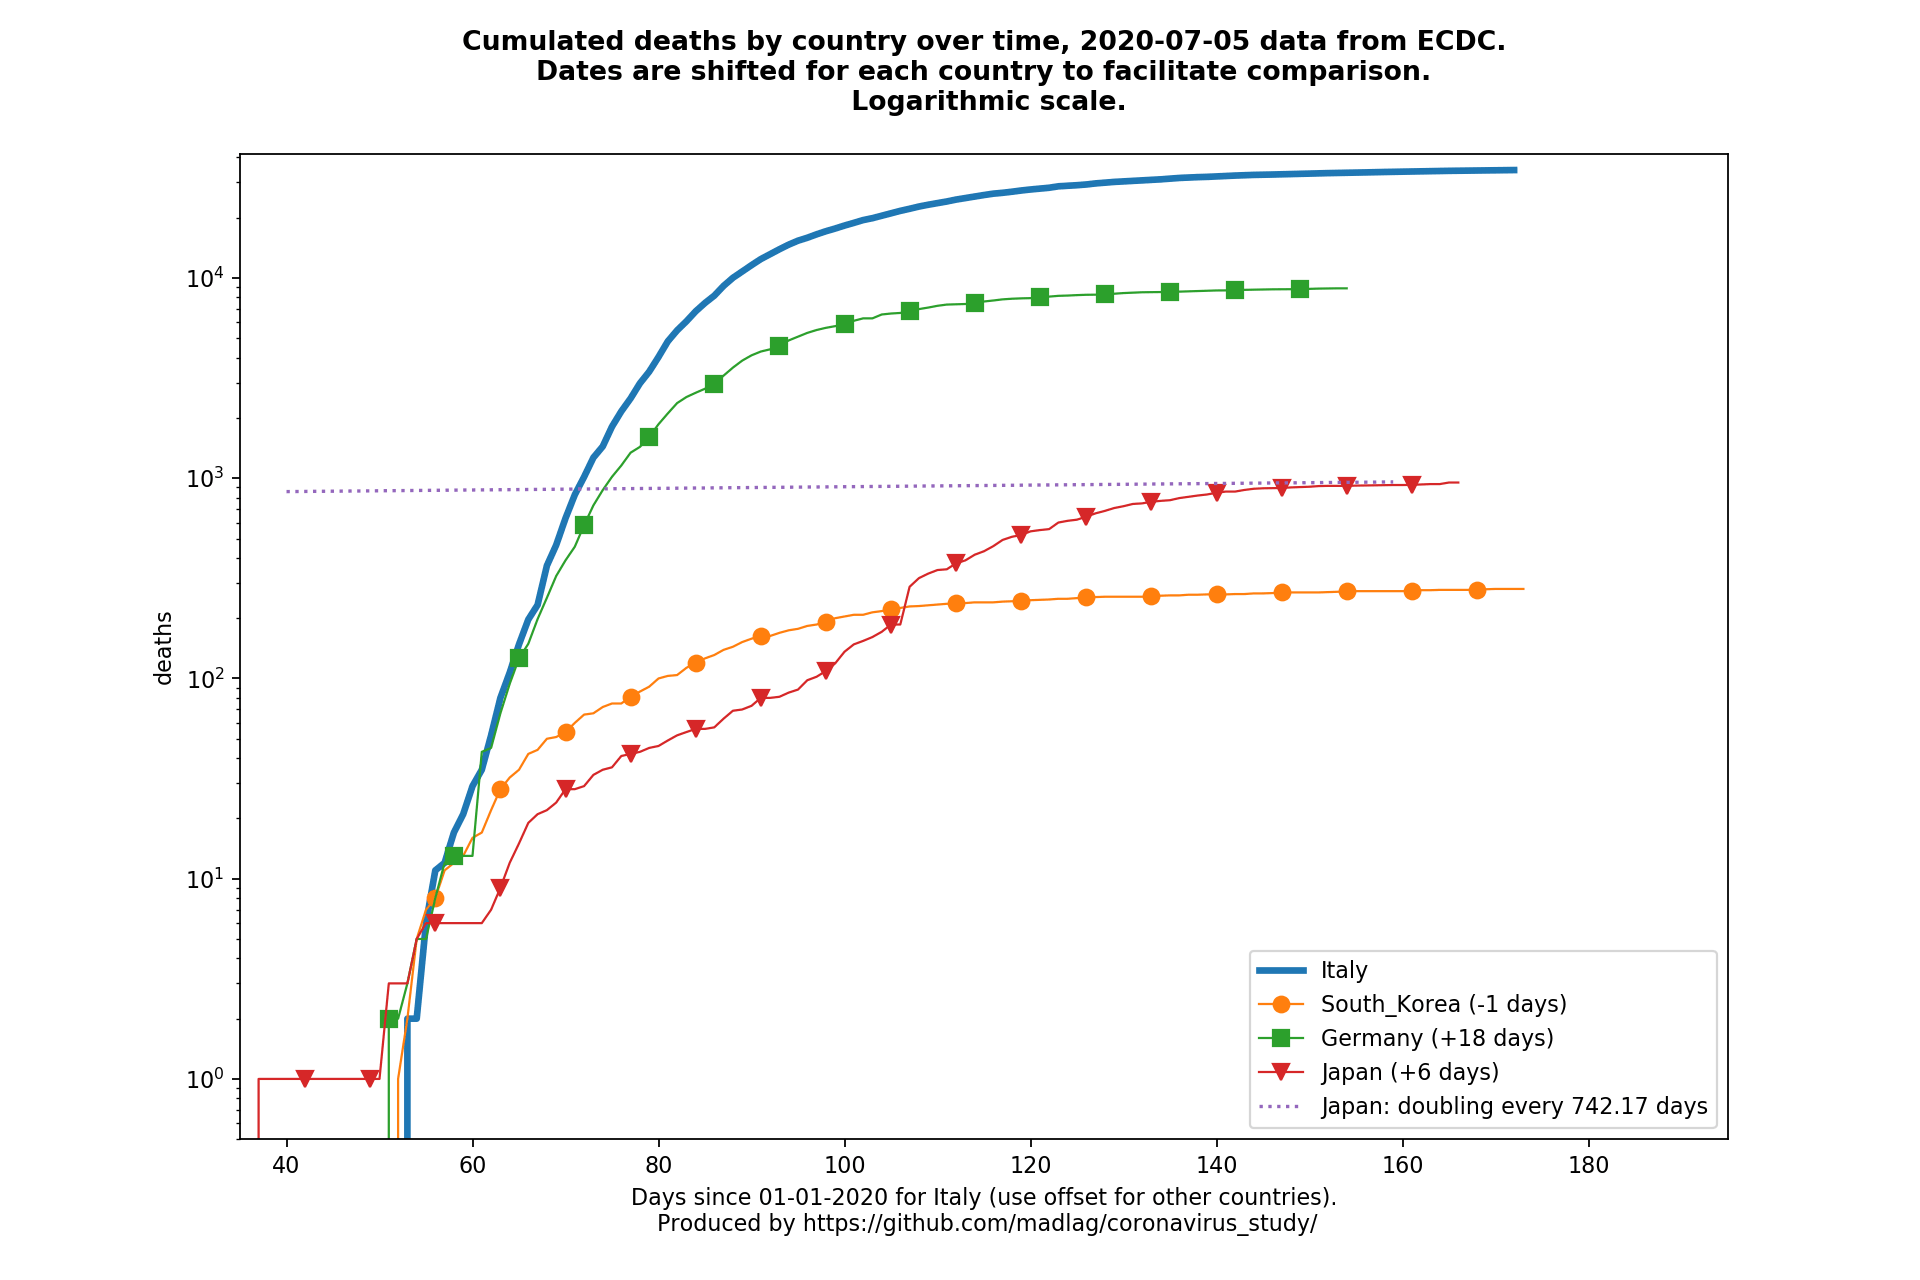 Cumulated deaths by country over time, 2020-07-05 data from ECDC.
Dates are shifted for each country to facilitate comparison.
Logarithmic scale.
10⁴
10³
10²
10¹
10⁰
deaths
Italy
South_Korea (-1 days)
Germany (+18 days)
Japan (+6 days)
Japan: doubling every 742.17 days
40 60 80 100 120 140 160 180
Days since 01-01-2020 for Italy (use offset for other countries).
Produced by https://github.com/madlag/coronavirus_study/